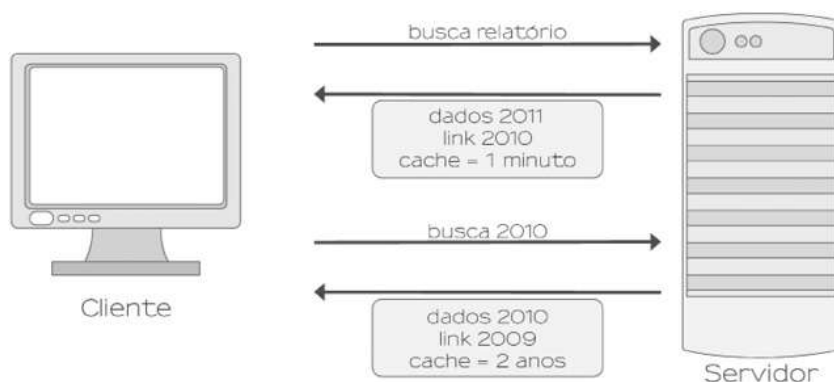 busca relatório
dados 2011
link 2010
cache = 1 minuto
busca 2010
Cliente
dados 2010
link 2009
cache = 2 anos
Servidor